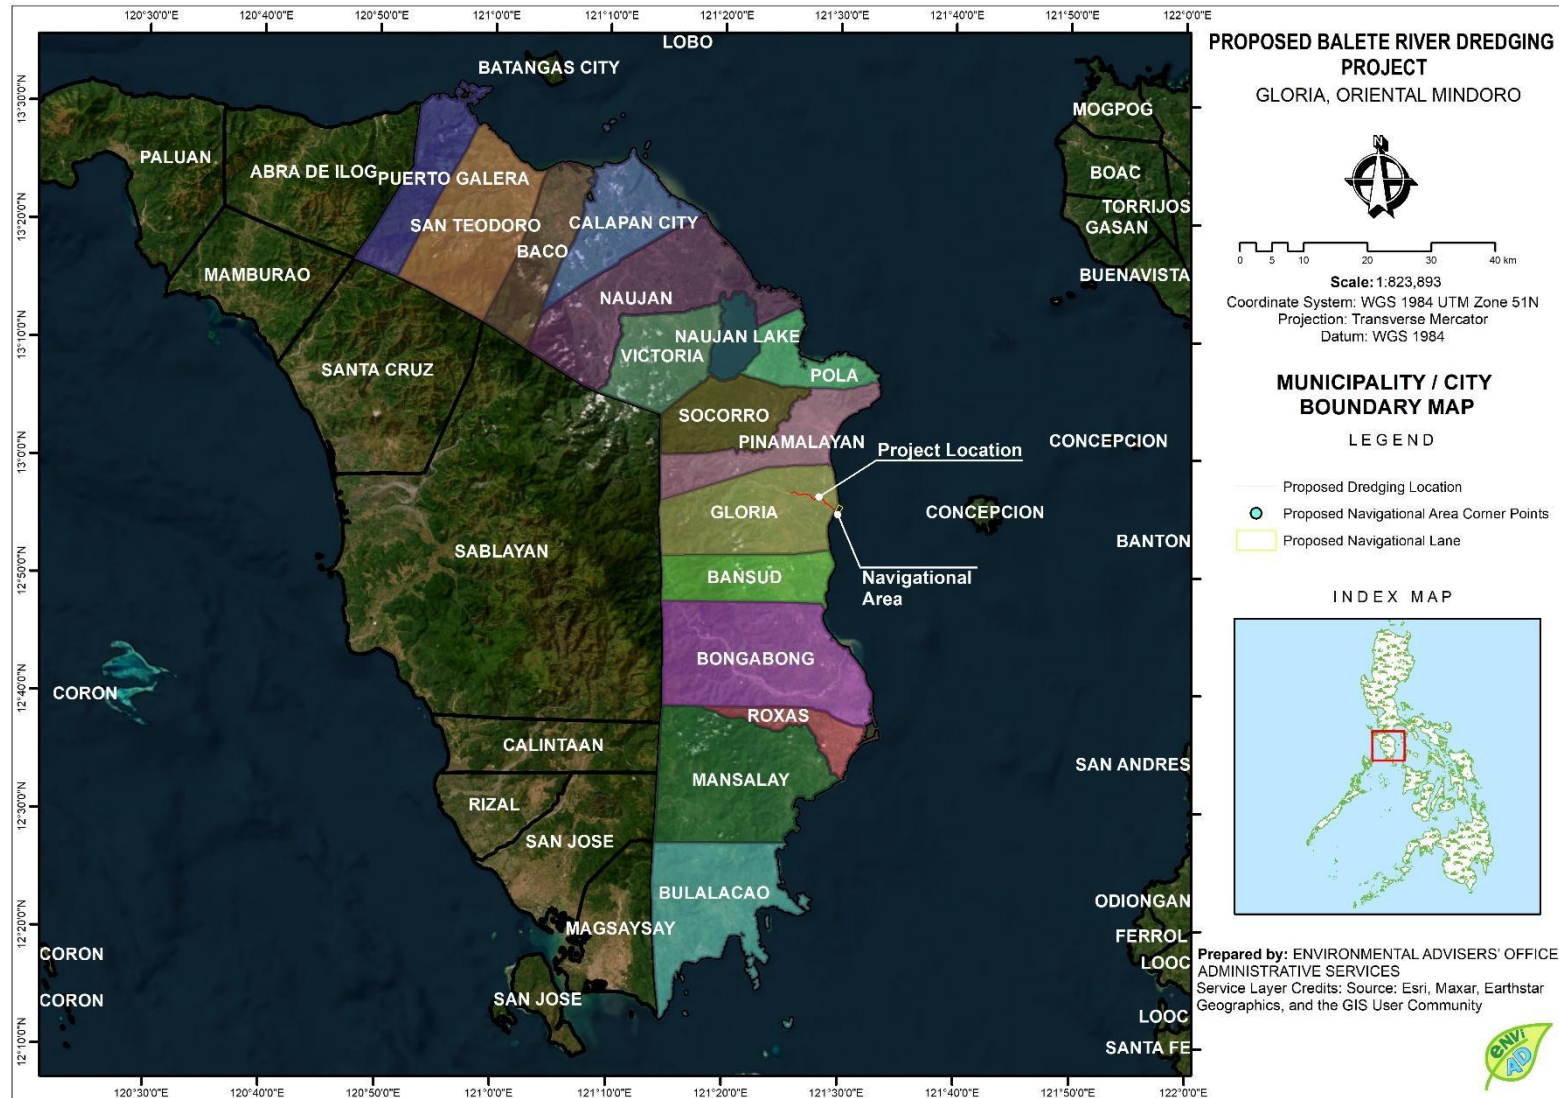 120°30'0"E
120°40'0"E
120°50'0"E
121°0'0"E
121°10'0"E
121°20'0"E
121°30'0"E
121°40'0"E
121°50'0"E
122°0'0"E
13°30'0"N
13°20'0"N
13°10'0"N
13°0'0"N
12°50'0"N
12°40'0"N
12°30'0"N
12°20'0"N
12°10'0"N
LOBO
BATANGAS CITY
MOGPOG
PALUAN
ABRA DE ILOG
PUERTO GALERA
BOAC
TORRIJOS
SAN TEODORO
CALAPAN CITY
GASAN
BACO
MAMBURAO
BUENAVISTA
NAUJAN
NAUJAN LAKE
VICTORIA
SANTA CRUZ
POLA
SOCORRO
PINAMALAYAN
CONCEPCION
Project Location
GLORIA
CONCEPCION
BANTON
SABLAYAN
BANSUD
Navigational
Area
BONGABONG
CORON
ROXAS
CALINTAAN
SAN ANDRES
MANSALAY
RIZAL
SAN JOSE
BULALACAO
ODIONGAN
MAGSAYSAY
FERROL
CORON
LOOC
CORON
SAN JOSE
LOOC
SANTA FE
120°30'0"E
120°40'0"E
120°50'0"E
121°0'0"E
121°10'0"E
121°20'0"E
121°30'0"E
121°40'0"E
121°50'0"E
122°0'0"E
PROPOSED BALETE RIVER DREDGING
PROJECT
GLORIA, ORIENTAL MINDORO
N
0 5 10 20 30 40 km
Scale: 1:823,893
Coordinate System: WGS 1984 UTM Zone 51N
Projection: Transverse Mercator
Datum: WGS 1984
MUNICIPALITY / CITY
BOUNDARY MAP
LEGEND
Proposed Dredging Location
Proposed Navigational Area Corner Points
Proposed Navigational Lane
INDEX MAP
Prepared by: ENVIRONMENTAL ADVISERS' OFFICE
ADMINISTRATIVE SERVICES
Service Layer Credits: Source: Esri, Maxar, Earthstar
Geographics, and the GIS User Community
eNVi
AD